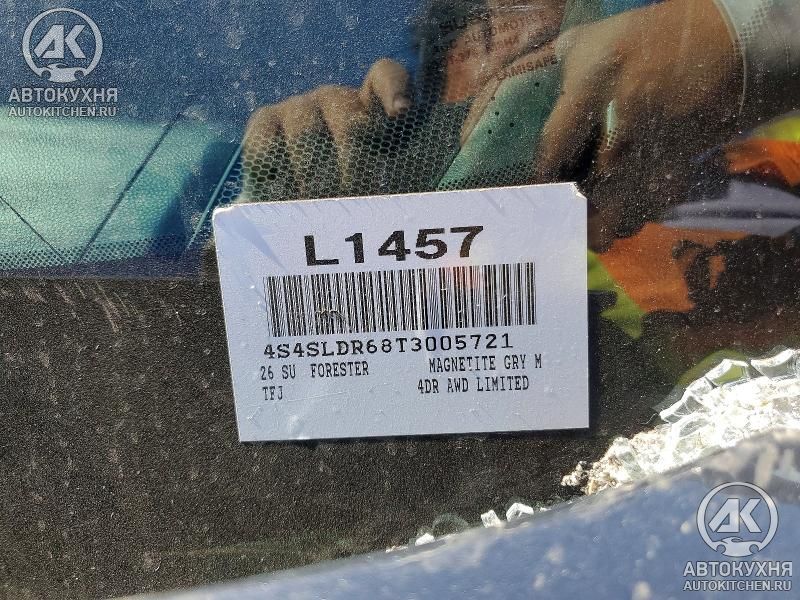 АК
АВТОКУХНЯ
AUTOKITCHEN.RU
LAMISAFE
L1457
4S4SLDR68T3005721
26 SU FORESTER MAGNETITE GRY M
TFJ 4DR AWD LIMITED
АК
АВТОКУХНЯ
AUTOKITCHEN.RU